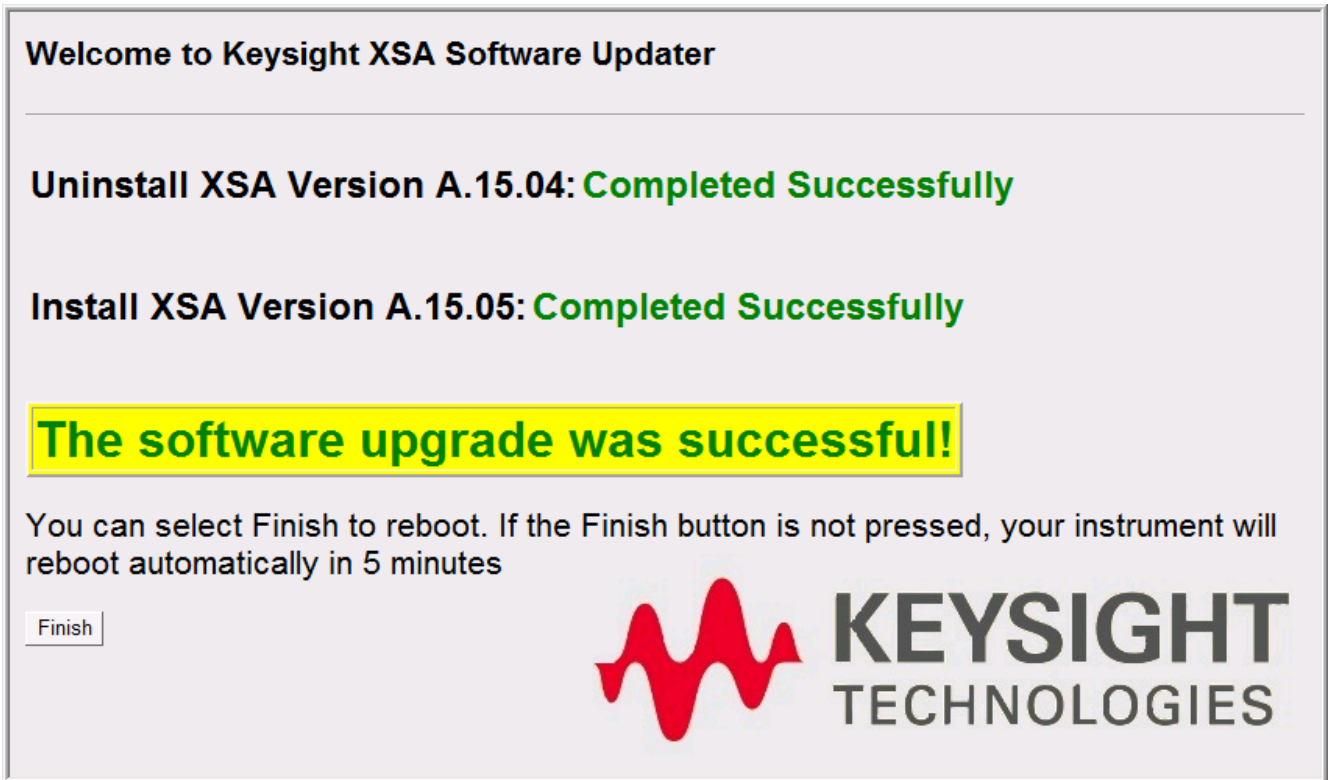 Welcome to Keysight XSA Software Updater
Uninstall XSA Version A.15.04: Completed Successfully
Install XSA Version A.15.05: Completed Successfully
The software upgrade was successful!
You can select Finish to reboot. If the Finish button is not pressed, your instrument will
reboot automatically in 5 minutes
Finish
KEYSIGHT
TECHNOLOGIES